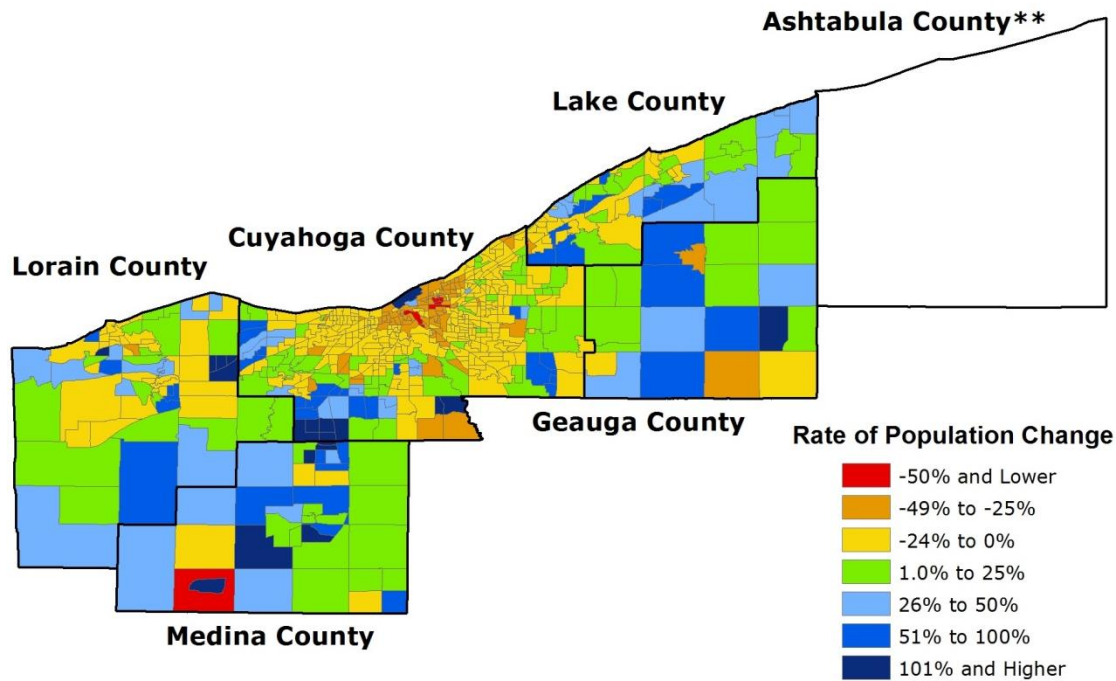 Ashtabula County**
Lake County
Cuyahoga County
Lorain County
Geauga County
Medina County
Rate of Population Change
-50% and Lower
-49% to -25%
-24% to 0%
1.0% to 25%
26% to 50%
51% to 100%
101% and Higher